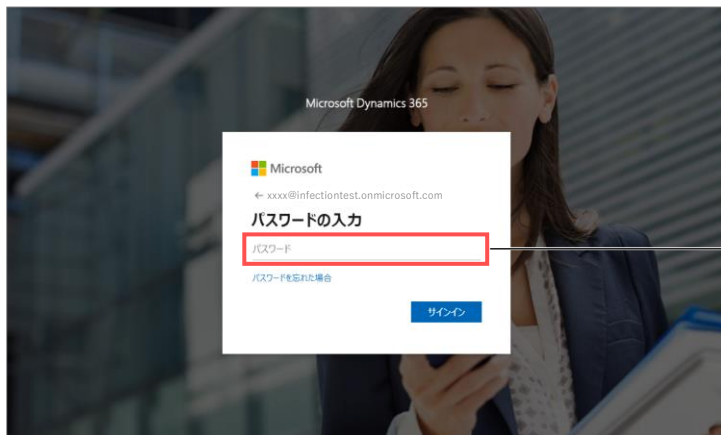 Microsoft Dynamics 365
Microsoft
← xxxx@infectiontest.onmicrosoft.com
パスワードの入力
パスワード
パスワードを忘れた場合
サインイン